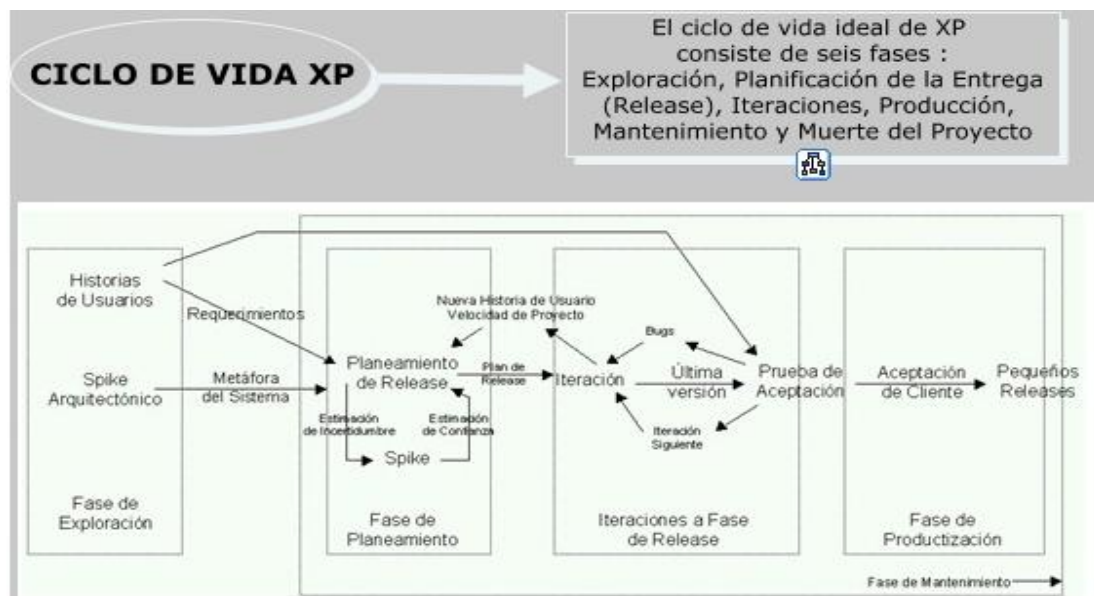 CICLO DE VIDA XP
El ciclo de vida ideal de XP
consiste de seis fases :
Exploración, Planificación de la Entrega
(Release), Iteraciones, Producción,
Mantenimiento y Muerte del Proyecto
Historias
de Usuarios
Requerimientos
Spike
Arquitectónico
Metáfora
del Sistema
Fase de
Exploración
Nueva Historia de Usuario
Velocidad de Proyecto
Planeamiento
de Release
Plan de
Release
Estimación
de Incertidumbre
Estimación
de Confianza
Spike
Fase de
Planeamiento
Bugs
Iteración
Última
versión
Prueba de
Aceptación
Iteración
Siguiente
Iteraciones a Fase
de Release
Aceptación
de Cliente
Pequeños
Releases
Fase de
Productización
Fase de Mantenimiento